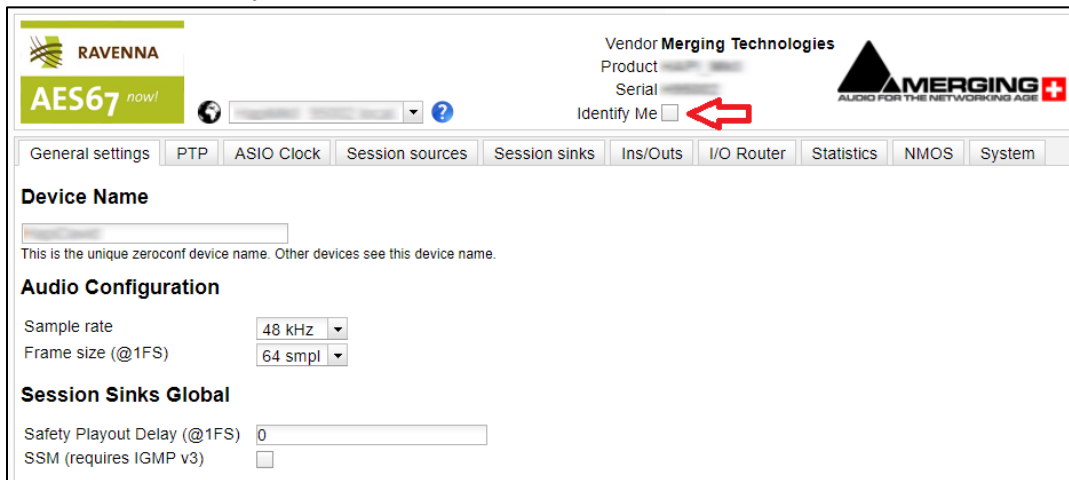 RAVENNA
AES67 now!
Vendor Merging Technologies
Product
Serial
Identify Me
MERGING
AUDIO FOR THE NETWORKING AGE
General settings PTP ASIO Clock Session sources Session sinks Ins/Outs I/O Router Statistics NMOS System
Device Name
This is the unique zeroconf device name. Other devices see this device name.
Audio Configuration
Sample rate 48 kHz
Frame size (@1FS) 64 smpl
Session Sinks Global
Safety Playout Delay (@1FS) 0
SSM (requires IGMP v3)